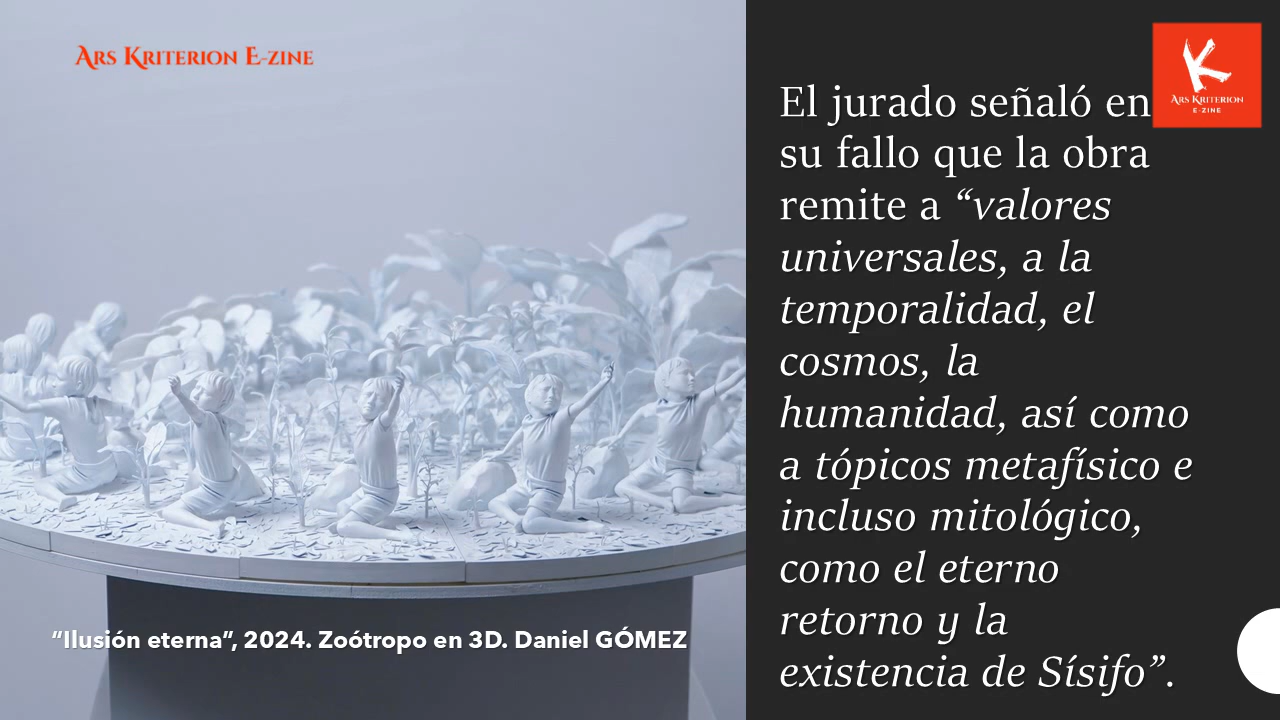 Ars Kriterion E-zine
“Ilusión eterna”, 2024. Zoótropo en 3D. Daniel GÓMEZ
K
Ars Kriterion
E-ZINE
El jurado señaló en
su fallo que la obra
remite a “valores
universales, a la
temporalidad, el
cosmos, la
humanidad, así como
a tópicos metafísico e
incluso mitológico,
como el eterno
retorno y la
existencia de Sísifo”.